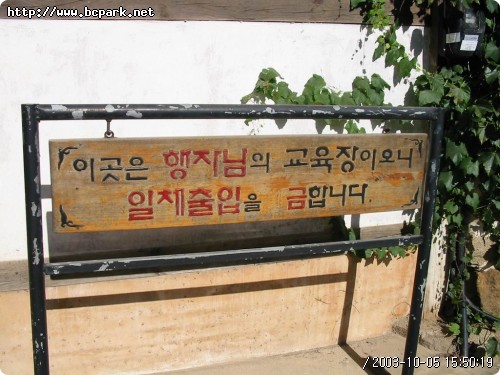 http://www.bcpark.net
이곳은 행자님의 교육장이오니
일체출입을 금합니다.
/2003-10-05 15:50:19